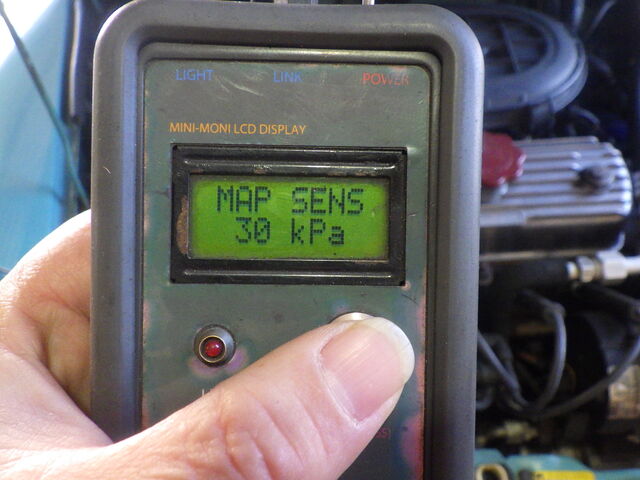 LIGHT LINK POWER
MINI-MONI LCD DISPLAY
MAP SENS
30 kPa